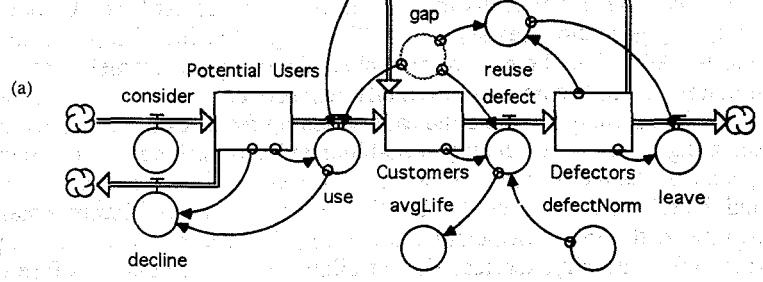 gap
(a)
Potential Users
reuse
consider
defect
Customers
Defectors
use
leave
avgLife
defectNorm
decline